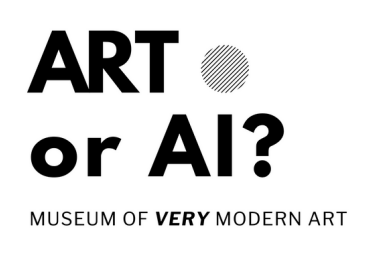 ART
or AI?
MUSEUM OF VERY MODERN ART